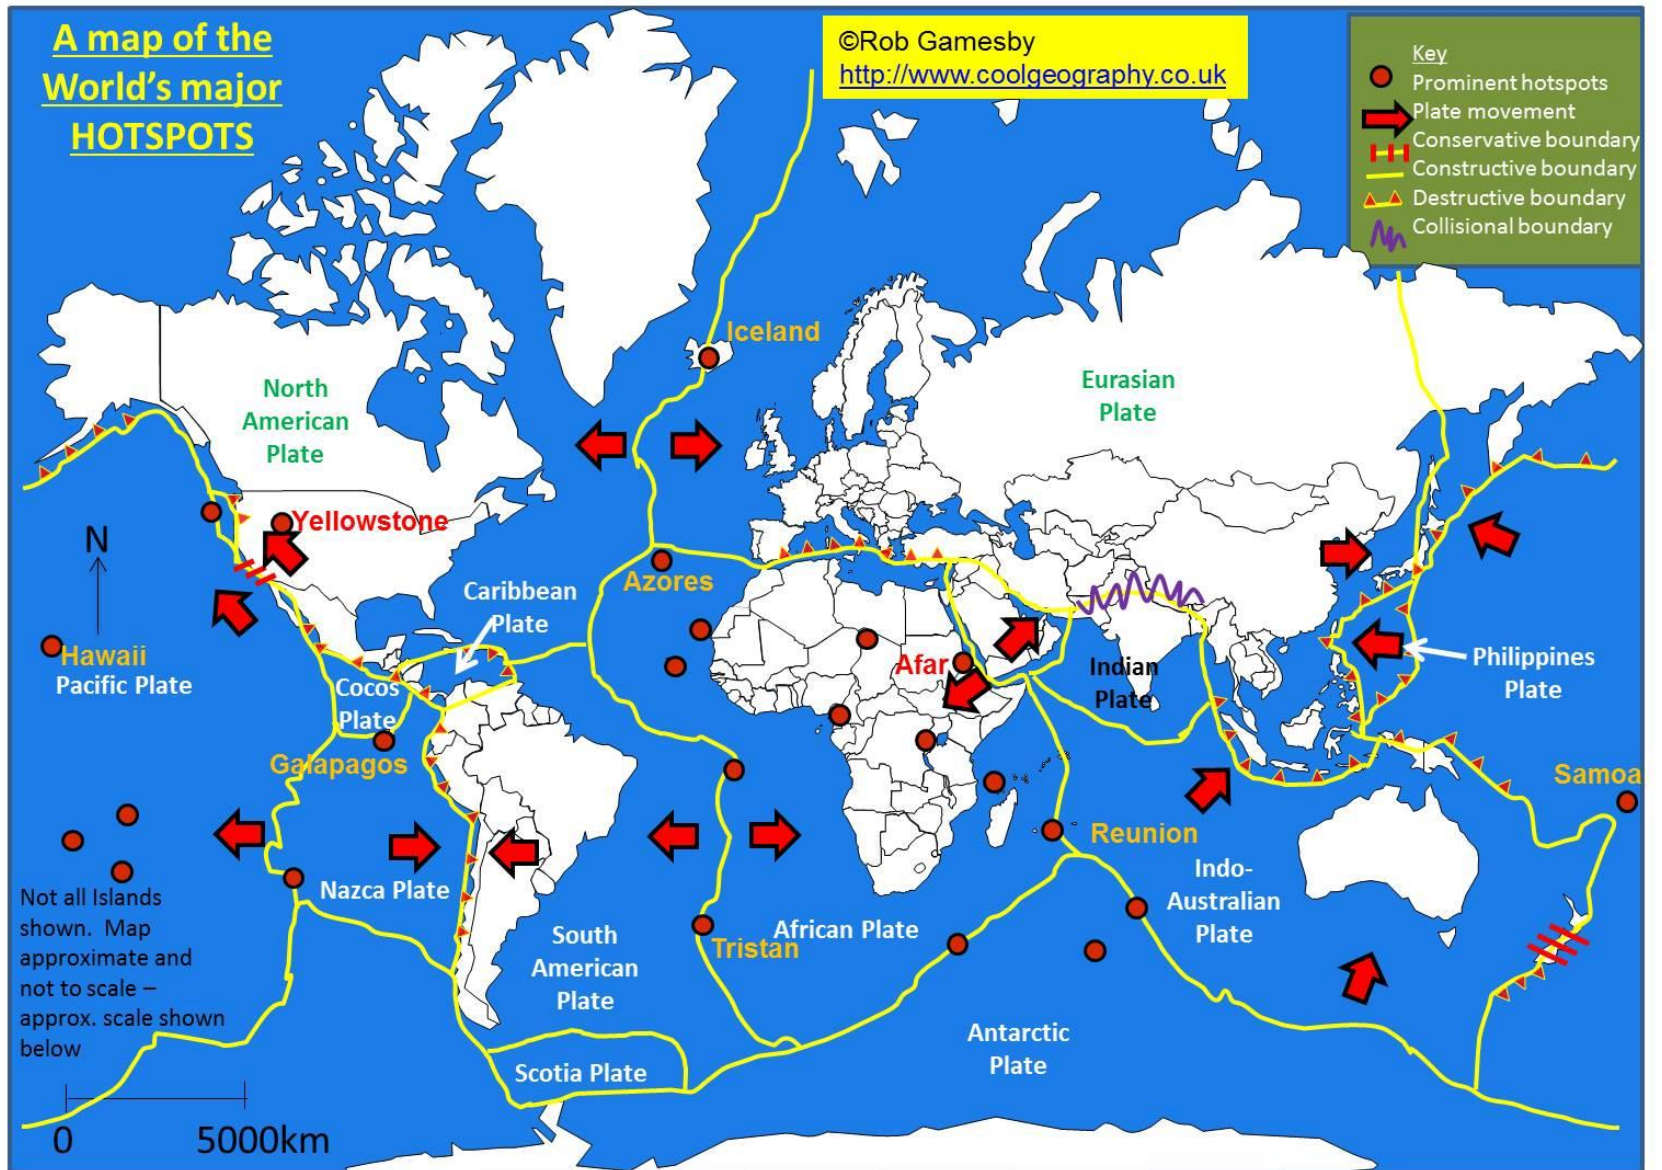 A map of the
World's major
HOTSPOTS
©Rob Gamesby
http://www.coolgeography.co.uk
Key
Prominent hotspots
Plate movement
Conservative boundary
Constructive boundary
Destructive boundary
Collisional boundary
Iceland
North
American
Plate
Eurasian
Plate
Yellowstone
N
Azores
Caribbean
Plate
Hawaii
Pacific Plate
Cocos
Plate
Afar
Indian
Plate
Philippines
Plate
Galapagos
Samoa
Reunion
Nazca Plate
Indo-
Australian
Plate
Not all Islands
shown. Map
approximate and
not to scale –
approx. scale shown
below
South
American
Plate
African Plate
Tristan
Antarctic
Plate
Scotia Plate
0 5000km